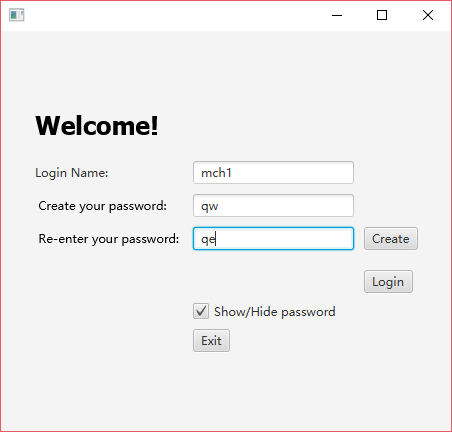 Welcome!
Login Name: mch1
Create your password: qw
Re-enter your password: qe Create
Login
Show/Hide password
Exit